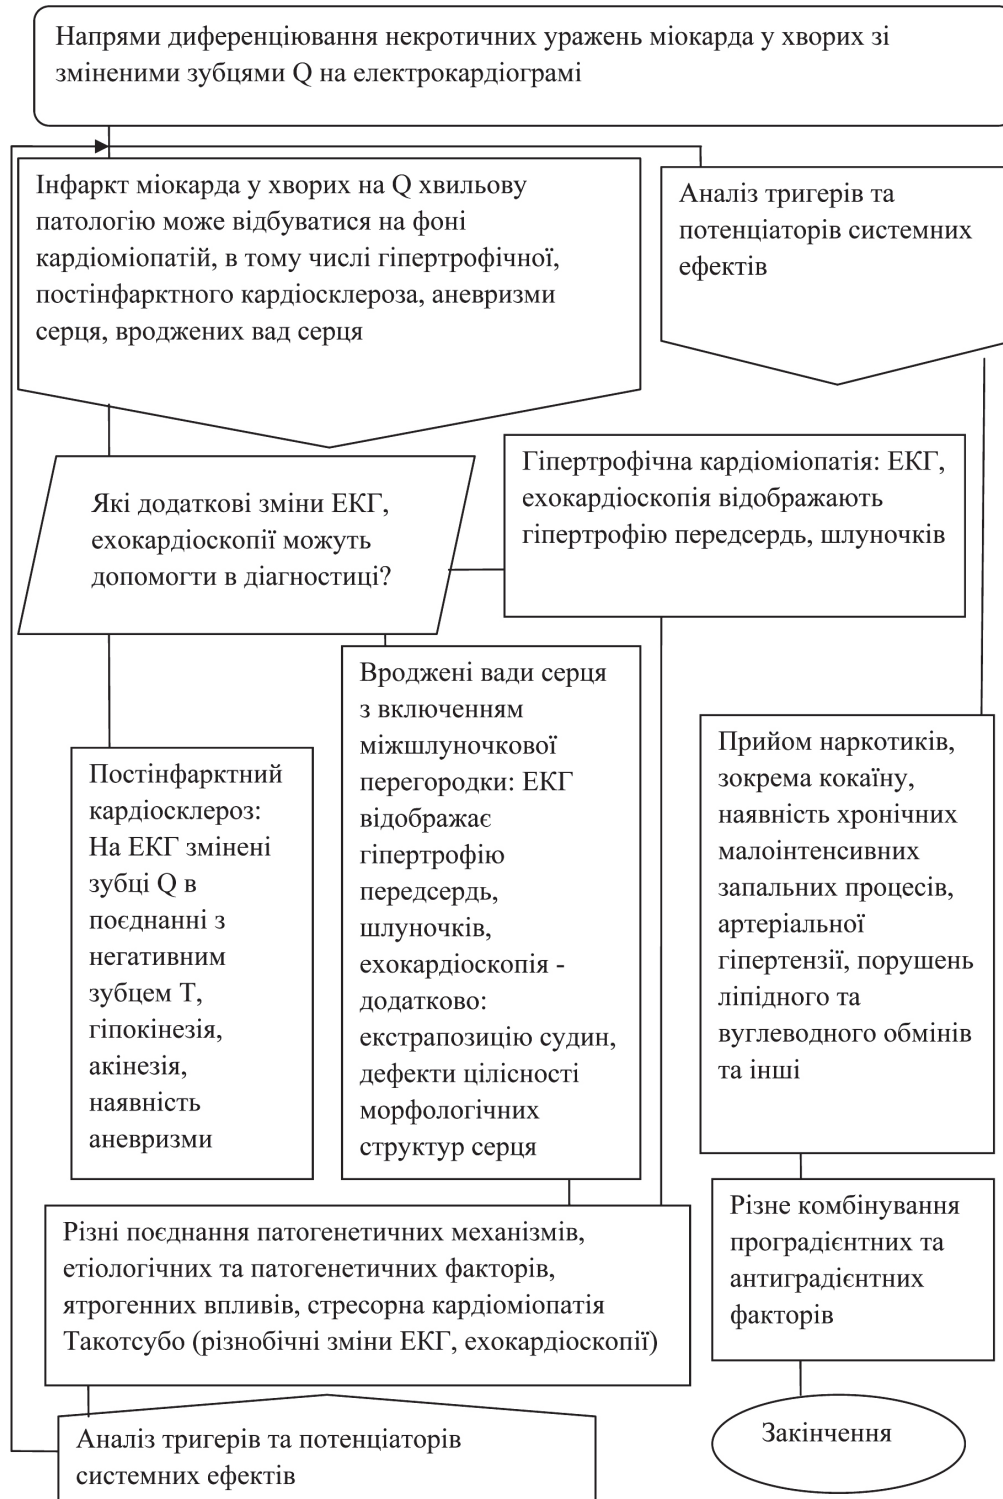 Напрями диференціювання некротичних уражень міокарда у хворих зі
зміненими зубцями Q на електрокардіограмі
Інфаркт міокарда у хворих на Q хвильову
патологію може відбуватися на фоні
кардіоміопатій, в тому числі гіпертрофічної,
постінфарктного кардіосклероза, аневризми
серця, вроджених вад серця
Аналіз тригерів та
потенціаторів системних
ефектів
Які додаткові зміни ЕКГ,
ехокардіоскопії можуть
допомогти в діагностиці?
Гіпертрофічна кардіоміопатія: ЕКГ,
ехокардіоскопія відображають
гіпертрофію передсердь, шлуночків
Постінфарктний
кардіосклероз:
На ЕКГ змінені
зубці Q в
поєднанні з
негативним
зубцем Т,
гіпокінезія,
акінезія,
наявність
аневризми
Вроджені вади серця
з включенням
міжшлуночкової
перегородки: ЕКГ
відображає
гіпертрофію
передсердь,
шлуночків,
ехокардіоскопія -
додатково:
екстрапозицію судин,
дефекти цілісності
морфологічних
структур серця
Прийом наркотиків,
зокрема кокаїну,
наявність хронічних
малоінтенсивних
запальних процесів,
артеріальної
гіпертензії, порушень
ліпідного та
вуглеводного обмінів
та інші
Різні поєднання патогенетичних механізмів,
етіологічних та патогенетичних факторів,
ятрогенних впливів, стресорна кардіоміопатія
Такотсубо (різнобічні зміни ЕКГ, ехокардіоскопії)
Різне комбінування
проградієнтних та
антиградієнтних
факторів
Аналіз тригерів та потенціаторів
системних ефектів
Закінчення